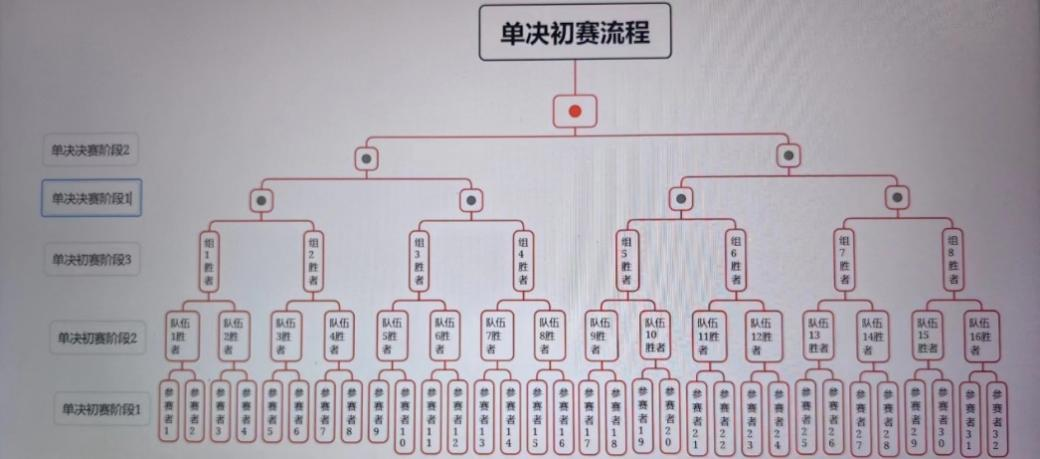 单决初赛流程
单决决赛阶段2
单决决赛阶段1
单决初赛阶段3
组1胜者
组2胜者
组3胜者
组4胜者
组5胜者
组6胜者
组7胜者
组8胜者
单决初赛阶段2
队伍1胜者
队伍2胜者
队伍3胜者
队伍4胜者
队伍5胜者
队伍6胜者
队伍7胜者
队伍8胜者
队伍9胜者
队伍10胜者
队伍11胜者
队伍12胜者
队伍13胜者
队伍14胜者
队伍15胜者
队伍16胜者
单决初赛阶段1
参赛者1
参赛者2
参赛者3
参赛者4
参赛者5
参赛者6
参赛者7
参赛者8
参赛者9
参赛者10
参赛者11
参赛者12
参赛者13
参赛者14
参赛者15
参赛者16
参赛者17
参赛者18
参赛者19
参赛者20
参赛者21
参赛者22
参赛者23
参赛者24
参赛者25
参赛者26
参赛者27
参赛者28
参赛者29
参赛者30
参赛者31
参赛者32